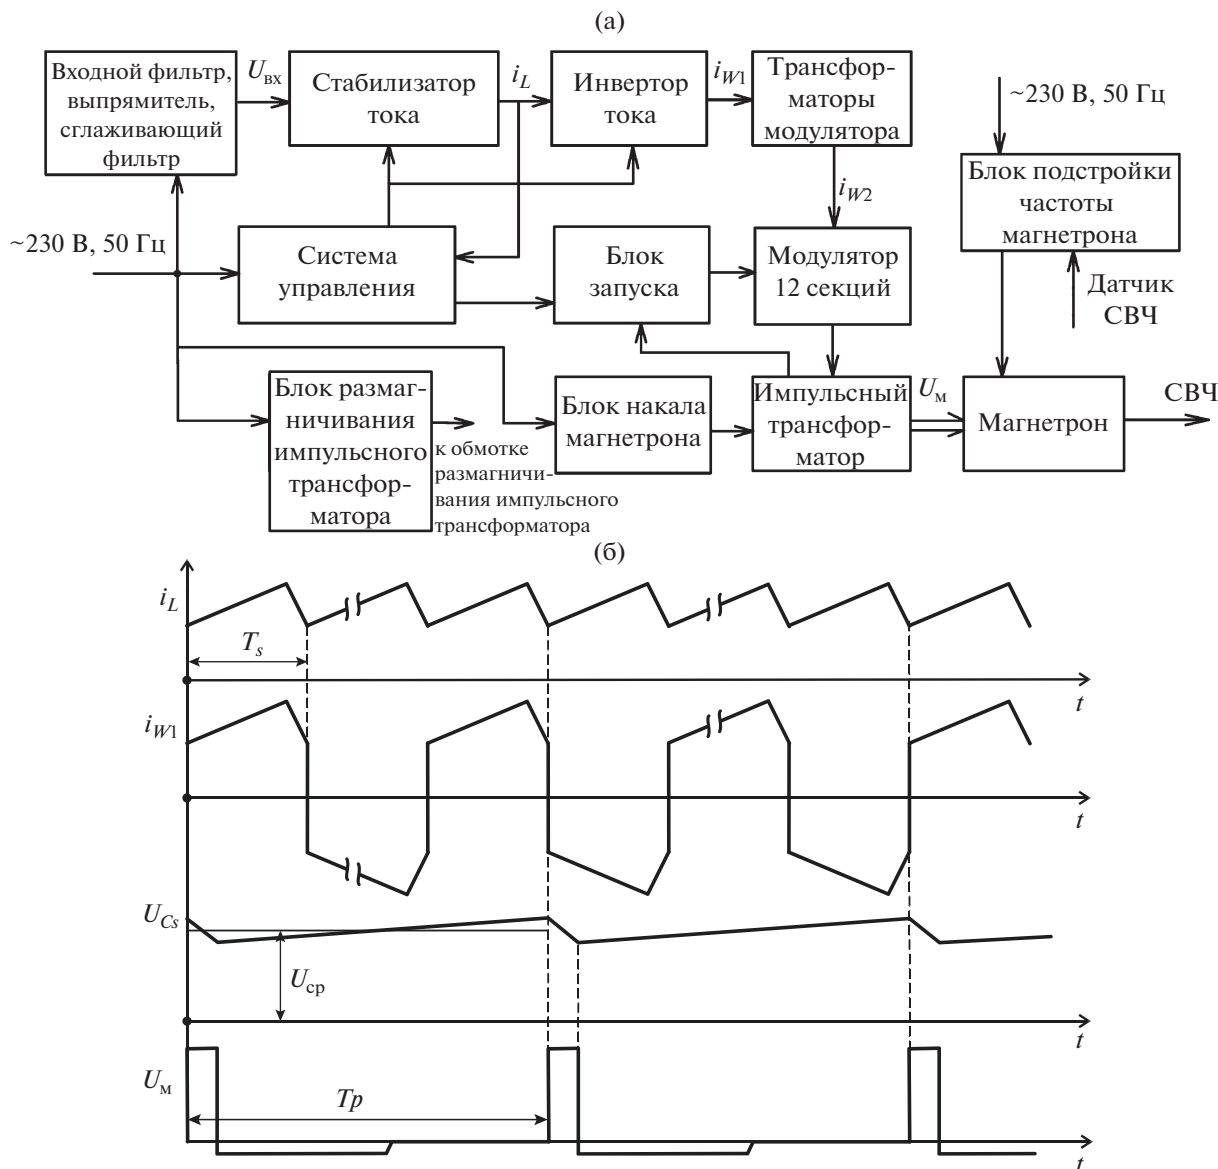 (а)
Входной фильтр,
выпрямитель,
сглаживающий
фильтр
Uвх
Стабилизатор
тока
iL
Инвертор
тока
iW1
Трансфор-
маторы
модулятора
~230 В, 50 Гц
Блок подстройки
частоты
магнетрона
iW2
~230 В, 50 Гц
Система
управления
Блок
запуска
Модулятор
12 секций
Датчик
СВЧ
Блок размаг-
ничивания
импульсного
трансфор-
матора
к обмотке
размагничи-
вания импульсного
трансформатора
Блок накала
магнетрона
Импульсный
трансфор-
матор
Uм
Магнетрон
СВЧ
(б)
iL
Ts
t
iW1
t
UCs
Uср
t
Uм
Tp
t